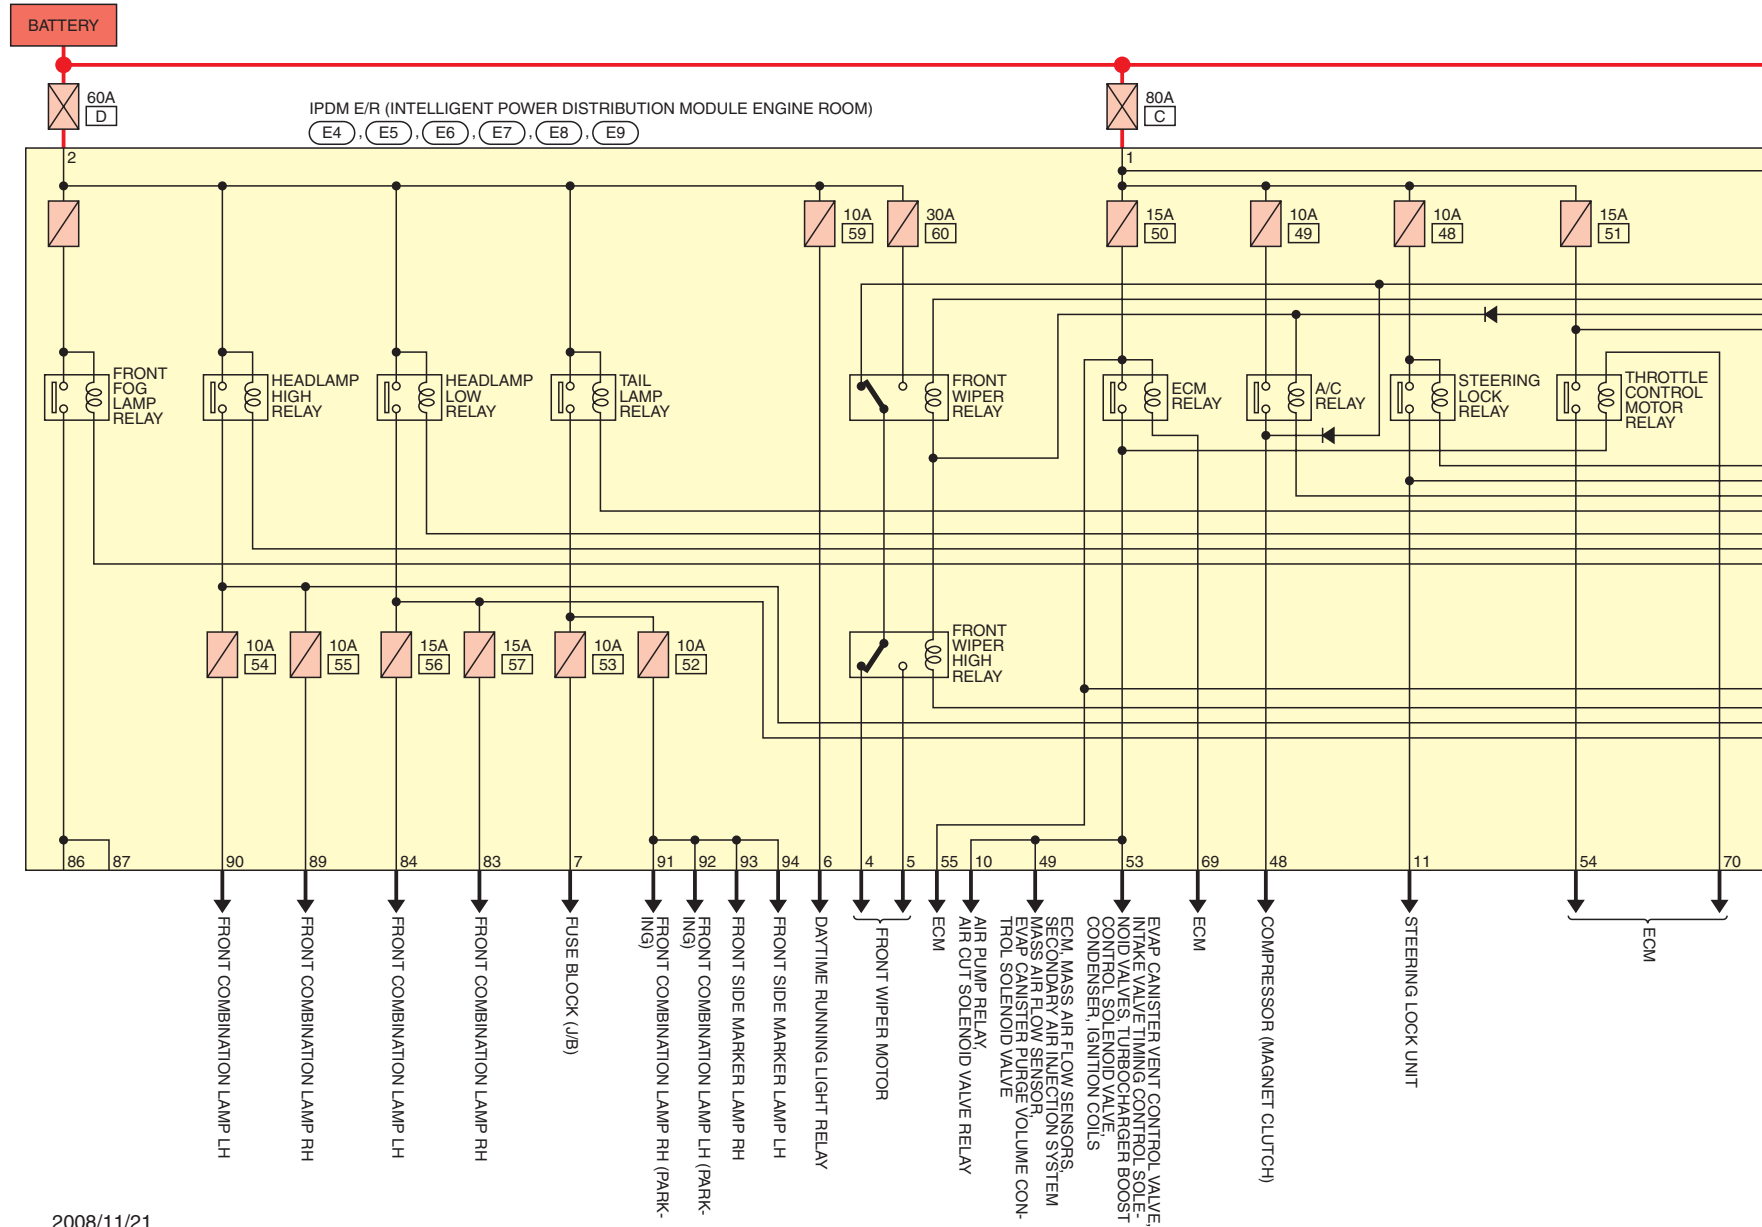 BATTERY
60A
D
IPDM E/R (INTELLIGENT POWER DISTRIBUTION MODULE ENGINE ROOM)
E4 , E5 , E6 , E7 , E8 , E9
80A
C
2
1
10A
59
30A
60
15A
50
10A
49
10A
48
15A
51
FRONT
FOG
LAMP
RELAY
HEADLAMP
HIGH
RELAY
HEADLAMP
LOW
RELAY
TAIL
LAMP
RELAY
FRONT
WIPER
RELAY
ECM
RELAY
A/C
RELAY
STEERING
LOCK
RELAY
THROTTLE
CONTROL
MOTOR
RELAY
10A
54
10A
55
15A
56
15A
57
10A
53
10A
52
FRONT
WIPER
HIGH
RELAY
86
87
90
89
84
83
7
91
92
93
94
6
4
5
55
10
49
53
69
48
11
54
70
FRONT COMBINATION LAMP LH
FRONT COMBINATION LAMP RH
FRONT COMBINATION LAMP LH
FRONT COMBINATION LAMP RH
FUSE BLOCK (J/B)
FRONT COMBINATION LAMP RH (PARK-
ING)
FRONT COMBINATION LAMP LH (PARK-
ING)
FRONT SIDE MARKER LAMP RH
FRONT SIDE MARKER LAMP LH
DAYTIME RUNNING LIGHT RELAY
FRONT WIPER MOTOR
ECM
AIR PUMP RELAY,
AIR CUT SOLENOID VALVE RELAY
ECM, MASS AIR FLOW SENSORS,
SECONDARY AIR INJECTION SYSTEM
MASS AIR FLOW SENSOR,
EVAP CANISTER PURGE VOLUME CON-
TROL SOLENOID VALVE
EVAP CANISTER VENT CONTROL VALVE,
INTAKE VALVE TIMING CONTROL SOLE-
NOID VALVES, TURBOCHARGER BOOST
CONTROL SOLENOID VALVE,
CONDENSER, IGNITION COILS
ECM
COMPRESSOR (MAGNET CLUTCH)
STEERING LOCK UNIT
ECM
2008/11/21